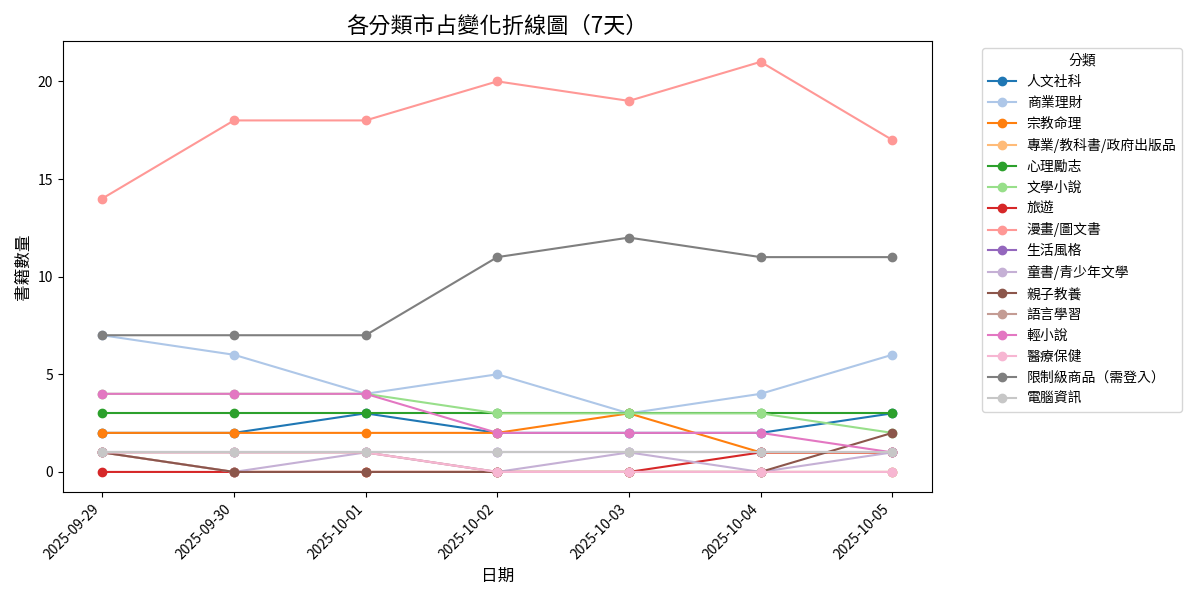 各分類市占變化折線圖（7天）
書籍數量
20
15
10
5
0
2025-09-29
2025-09-30
2025-10-01
2025-10-02
2025-10-03
2025-10-04
2025-10-05
日期
分類
人文社科
商業理財
宗教命理
專業/教科書/政府出版品
心理勵志
文學小說
旅遊
漫畫/圖文書
生活風格
童書/青少年文學
親子教養
語言學習
輕小說
醫療保健
限制級商品（需登入）
電腦資訊